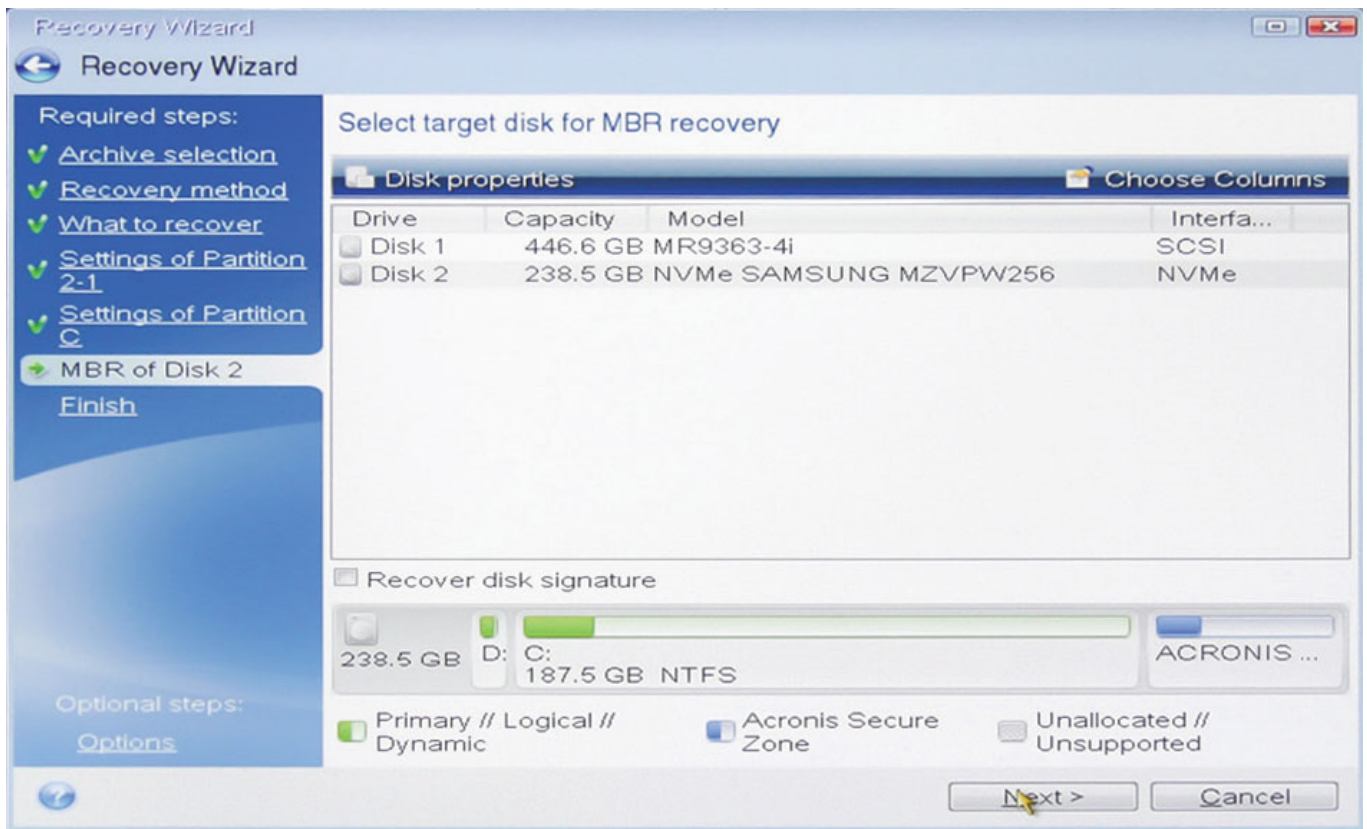 Recovery Wizard
Recovery Wizard
Required steps:
Archive selection
Recovery method
What to recover
Settings of Partition
2-1
Settings of Partition
C
MBR of Disk 2
Finish
Optional steps:
Options
Select target disk for MBR recovery
Disk properties Choose Columns
Drive Capacity Model Interfa...
Disk 1 446.6 GB MR9363-4i SCSI
Disk 2 238.5 GB NVMe SAMSUNG MZVPW256 NVMe
Recover disk signature
238.5 GB D: C: ACRONIS ...
187.5 GB NTFS
Primary // Logical //
Dynamic
Acronis Secure
Zone
Unallocated //
Unsupported
Next > Cancel